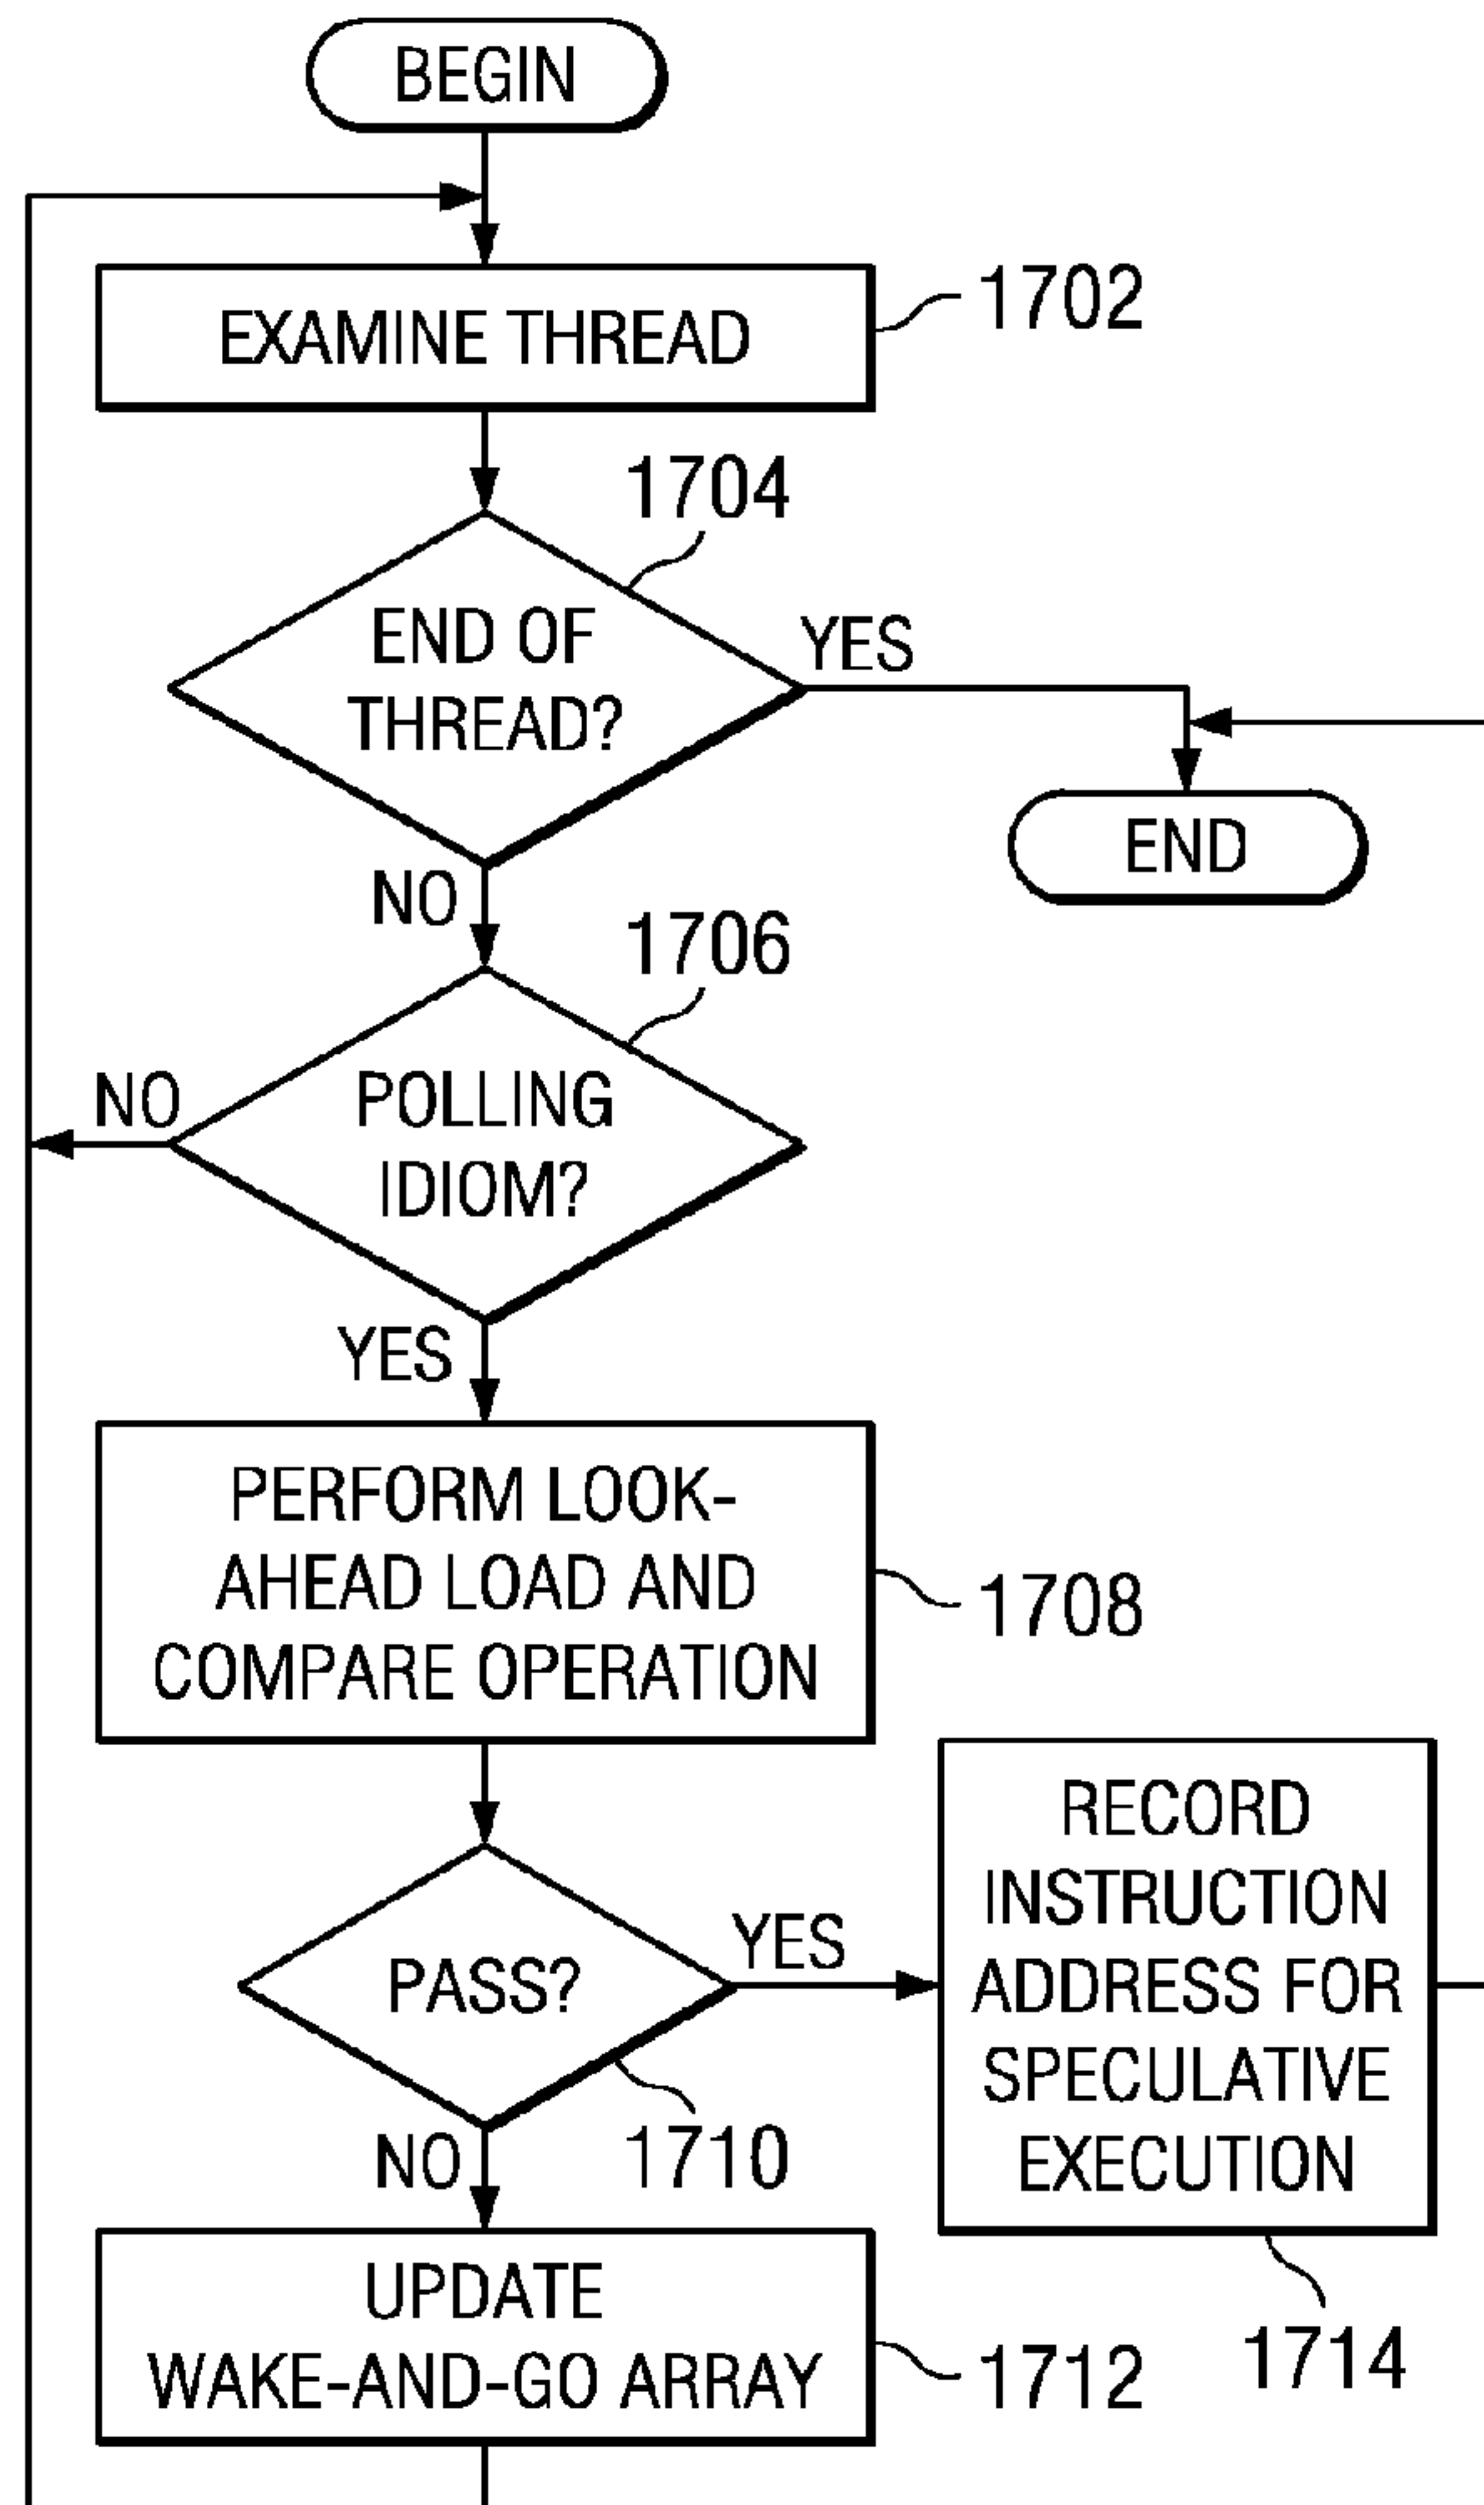 BEGIN
EXAMINE THREAD
1702
1704
END OF
THREAD?
YES
END
NO
1706
NO
POLLING
IDIOM?
YES
PERFORM LOOK-
AHEAD LOAD AND
COMPARE OPERATION
1708
PASS?
YES
RECORD
INSTRUCTION
ADDRESS FOR
SPECULATIVE
EXECUTION
1710
NO
UPDATE
WAKE-AND-GO ARRAY
1712
1714